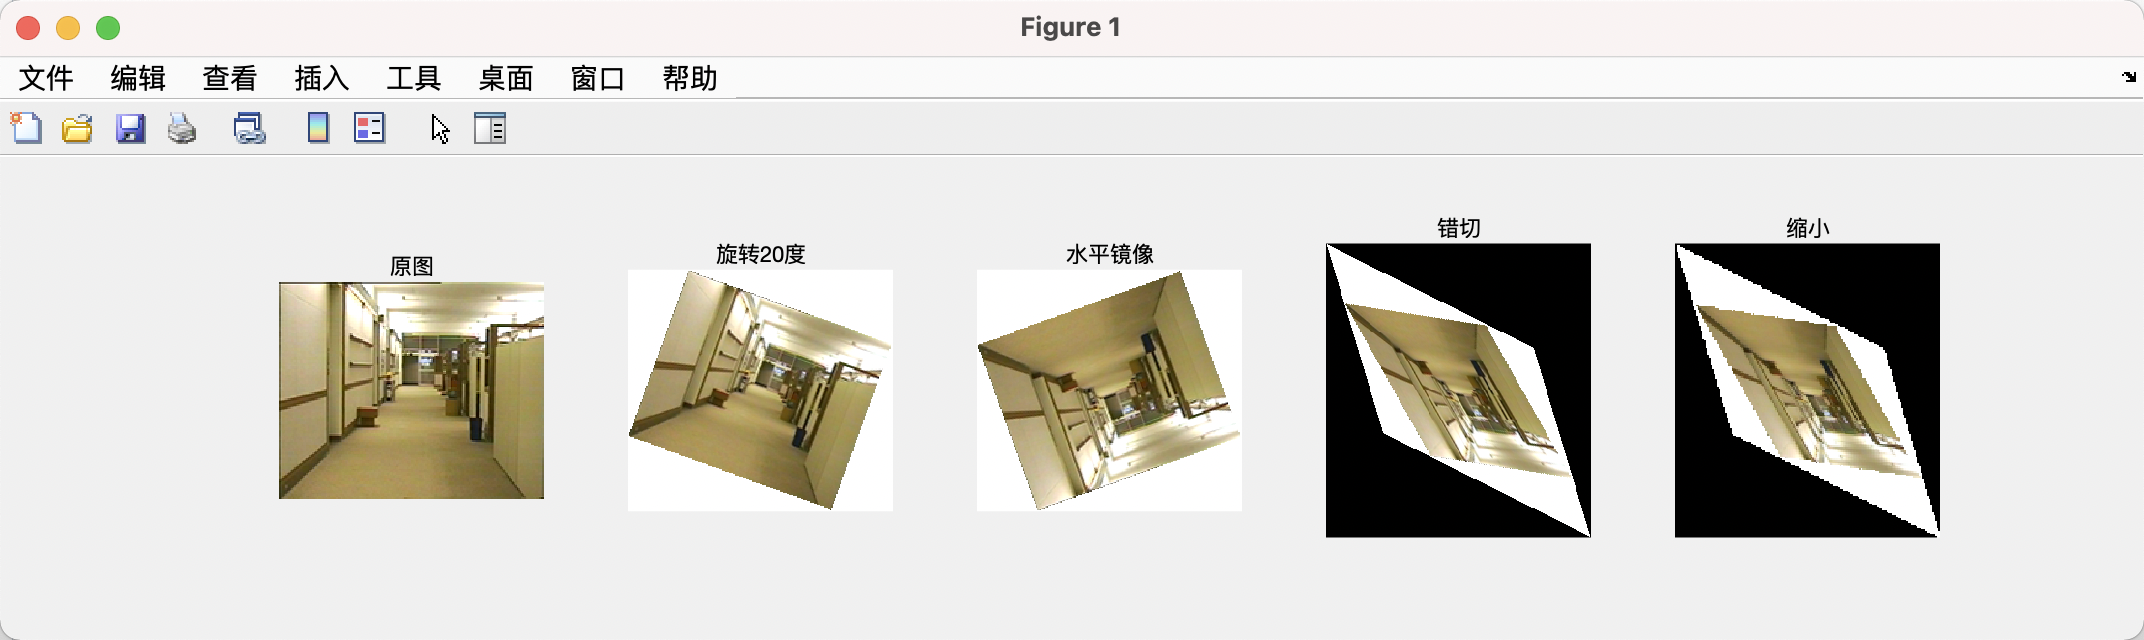 Figure 1
文件 编辑 查看 插入 工具 桌面 窗口 帮助
原图
旋转20度
水平镜像
错切
缩小